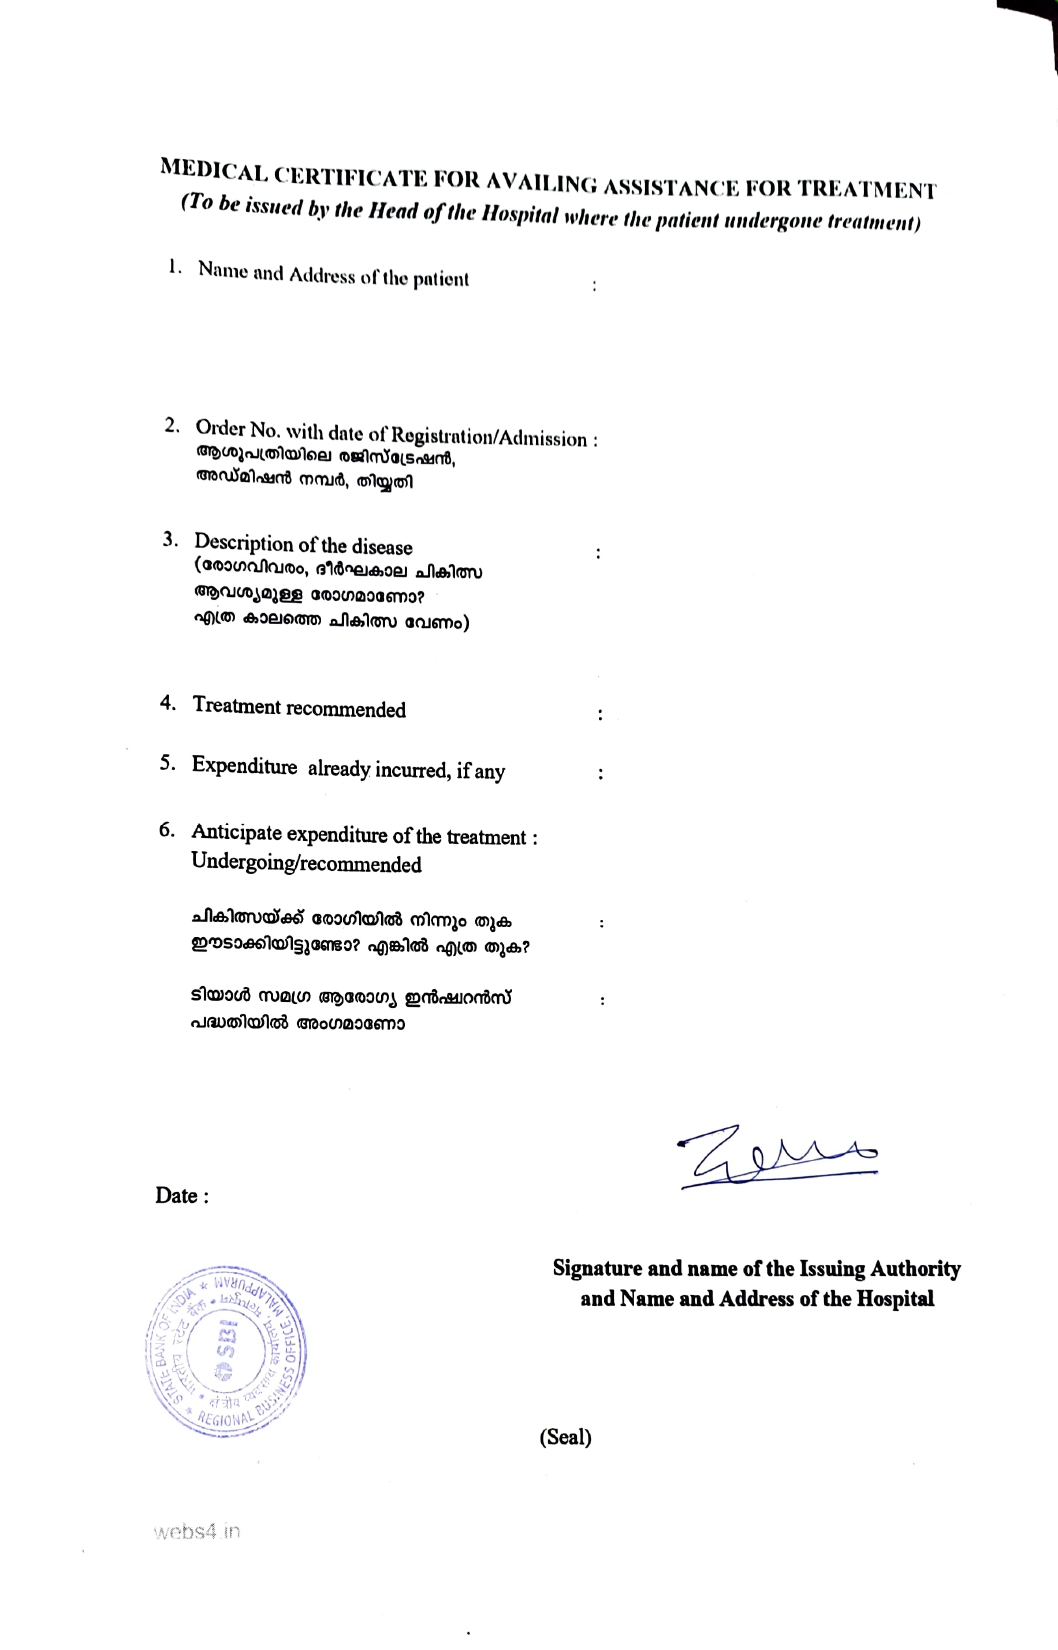 MEDICAL CERTIFICATE FOR AVAILING ASSISTANCE FOR TREATMENT
(To be issued by the Head of the Hospital where the patient undergone treatment)
1. Name and Address of the patient :
2. Order No. with date of Registration/Admission :
ആശുപത്രിയിലെ രജിസ്ട്രേഷൻ,
അഡ്മിഷൻ നമ്പർ, തിയ്യതി
3. Description of the disease :
(രോഗവിവരം, ദീർഘകാല ചികിത്സ
ആവശ്യമുള്ള രോഗമാണോ?
എത്ര കാലത്തെ ചികിത്സ വേണം)
4. Treatment recommended :
5. Expenditure already incurred, if any :
6. Anticipate expenditure of the treatment :
Undergoing/recommended
ചികിത്സയ്ക്ക് രോഗിയിൽ നിന്നും തുക :
ഈടാക്കിയിട്ടുണ്ടോ? എങ്കിൽ എത്ര തുക?
ടിയാൾ സമഗ്ര ആരോഗ്യ ഇൻഷുറൻസ് :
പദ്ധതിയിൽ അംഗമാണോ
Date :
Signature and name of the Issuing Authority
and Name and Address of the Hospital
STATE BANK OF INDIA * MALAPPURAM
REGIONAL BUSINESS OFFICE,
भारतीय स्टेट बैंक
क्षेत्रीय व्यवसाय कार्यालय,
SBI
(Seal)
webs4.in